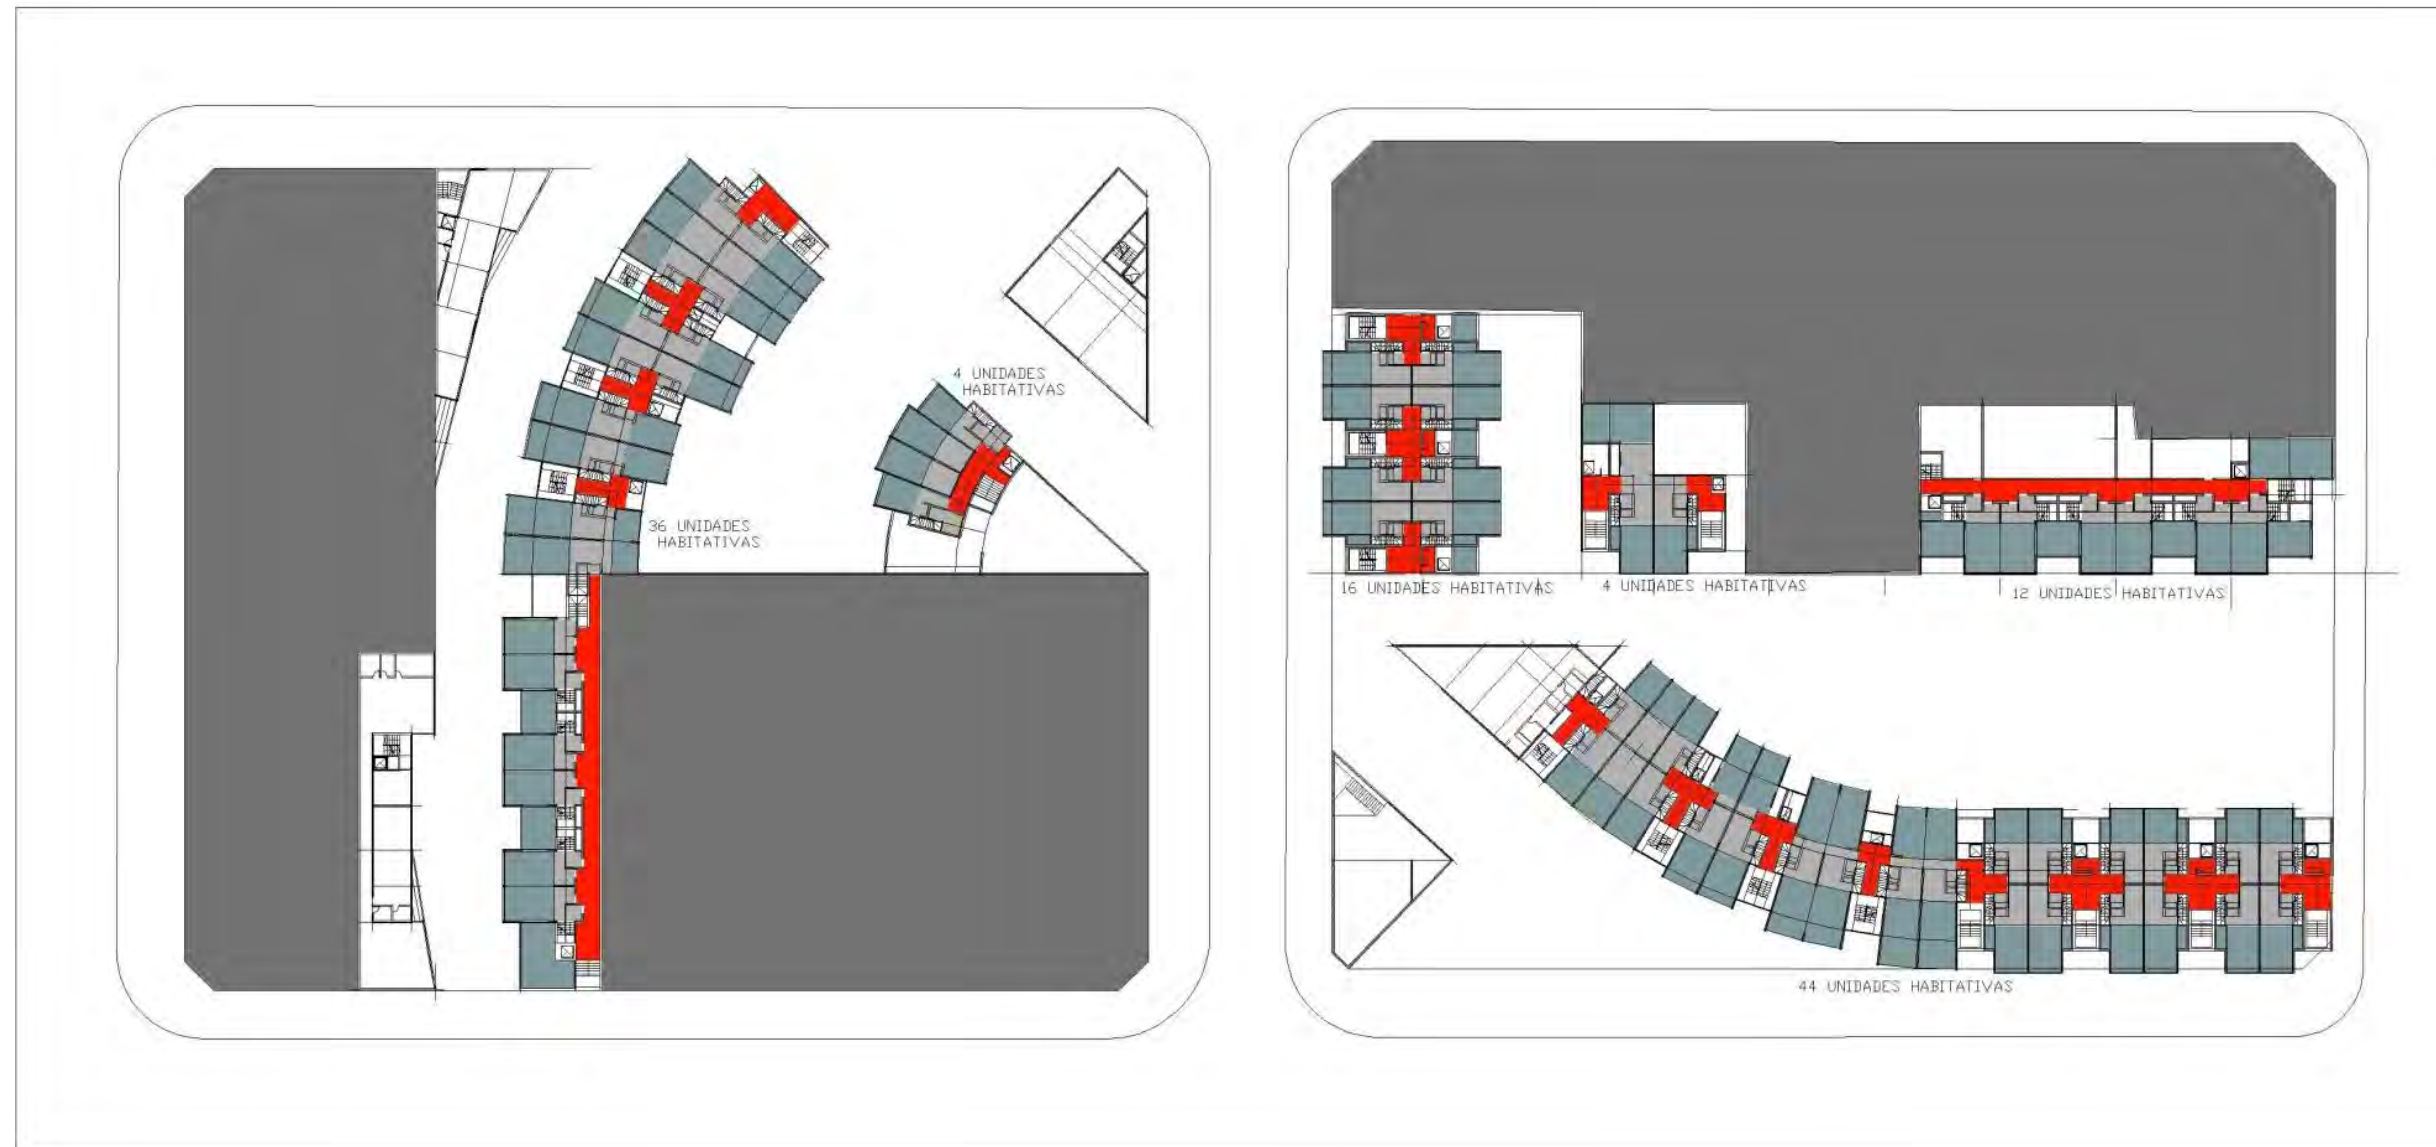 4 UNIDADES
HABITATIVAS
36 UNIDADES
HABITATIVAS
16 UNIDADES HABITATIVAS
4 UNIDADES HABITATIVAS
12 UNIDADES HABITATIVAS
44 UNIDADES HABITATIVAS